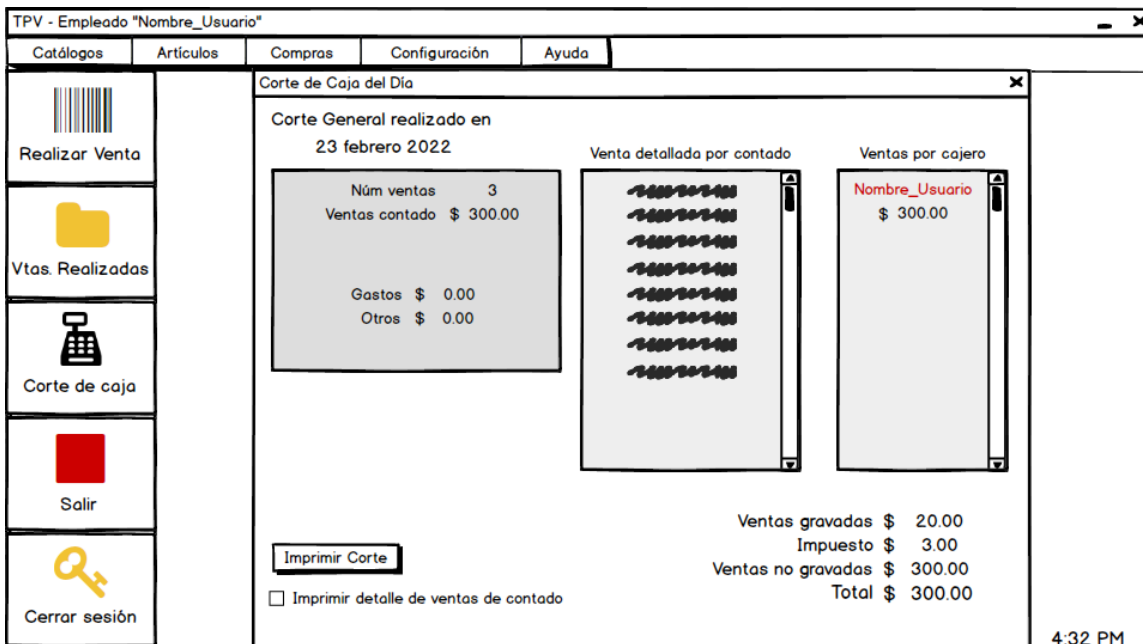 TPV - Empleado "Nombre_Usuario"
Catálogos Artículos Compras Configuración Ayuda
Realizar Venta
Vtas. Realizadas
Corte de caja
Salir
Cerrar sesión
Corte de Caja del Día
Corte General realizado en
23 febrero 2022
Núm ventas 3
Ventas contado $ 300.00
Gastos $ 0.00
Otros $ 0.00
Venta detallada por contado
Ventas por cajero
Nombre_Usuario
$ 300.00
Ventas gravadas $ 20.00
Impuesto $ 3.00
Ventas no gravadas $ 300.00
Total $ 300.00
Imprimir Corte
Imprimir detalle de ventas de contado
4:32 PM